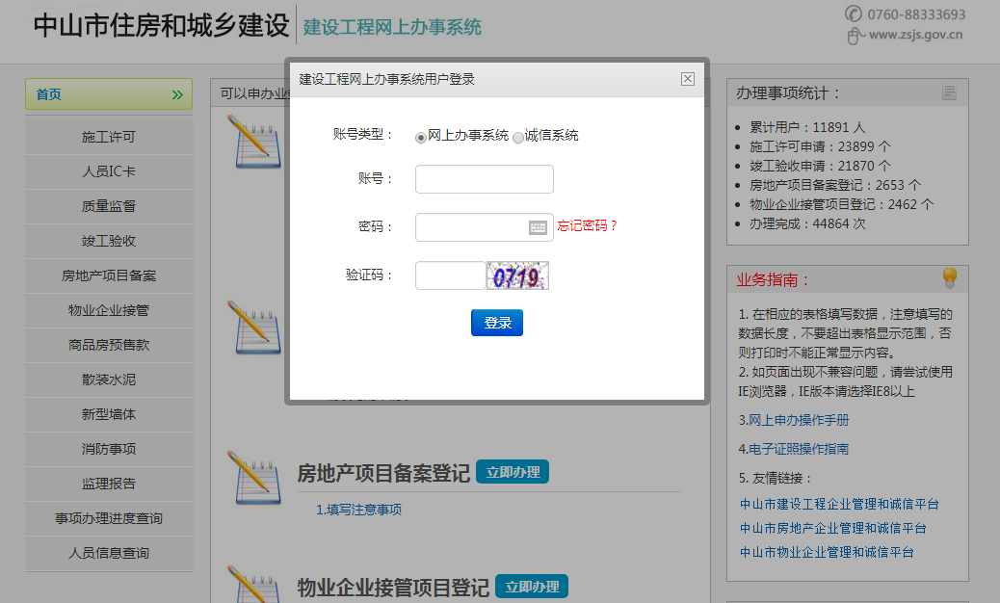 中山市住房和城乡建设
建设工程网上办事系统
0760-88333693
www.zsjs.gov.cn
首页
施工许可
人员IC卡
质量监督
竣工验收
房地产项目备案
物业企业接管
商品房预售款
散装水泥
新型墙体
消防事项
监理报告
事项办理进度查询
人员信息查询
可以申办业
建设工程网上办事系统用户登录
账号类型：
网上办事系统
诚信系统
账号：
密码：
忘记密码？
验证码：
0719
登录
房地产项目备案登记
立即办理
1.填写注意事项
物业企业接管项目登记
立即办理
办理事项统计：
累计用户：11891 人
施工许可申请：23899 个
竣工验收申请：21870 个
房地产项目备案登记：2653 个
物业企业接管项目登记：2462 个
办理完成：44864 次
业务指南：
1. 在相应的表格填写数据，注意填写的
数据长度，不要超出表格显示范围，否
则打印时不能正常显示内容。
2. 如页面出现不兼容问题，请尝试使用
IE浏览器，IE版本请选择IE8以上
3.网上申办操作手册
4.电子证照操作指南
5. 友情链接：
中山市建设工程企业管理和诚信平台
中山市房地产企业管理和诚信平台
中山市物业企业管理和诚信平台